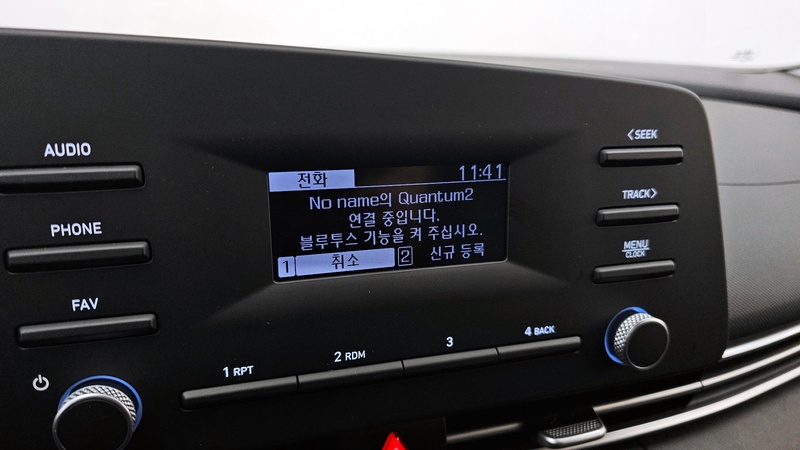 AUDIO
PHONE
FAV
전화 11:41
No name의 Quantum2
연결 중입니다.
블루투스 기능을 켜 주십시오.
1 취소 2 신규 등록
<SEEK
TRACK>
MENU
CLOCK
1 RPT 2 RDM 3 4 BACK